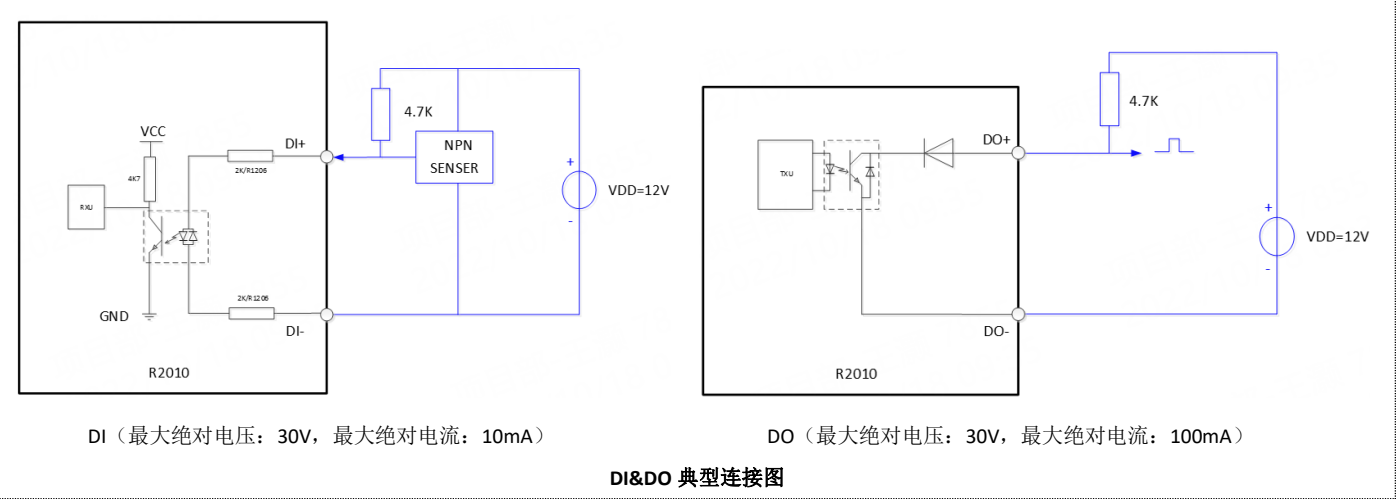 VCC
4K7
RXU
GND
2K/R1206
2K/R1206
DI+
DI-
R2010
4.7K
NPN
SENSER
+
-
VDD=12V
TXU
DO+
DO-
R2010
4.7K
+
-
VDD=12V
DI（最大绝对电压：30V，最大绝对电流：10mA）
DO（最大绝对电压：30V，最大绝对电流：100mA）
DI&DO 典型连接图